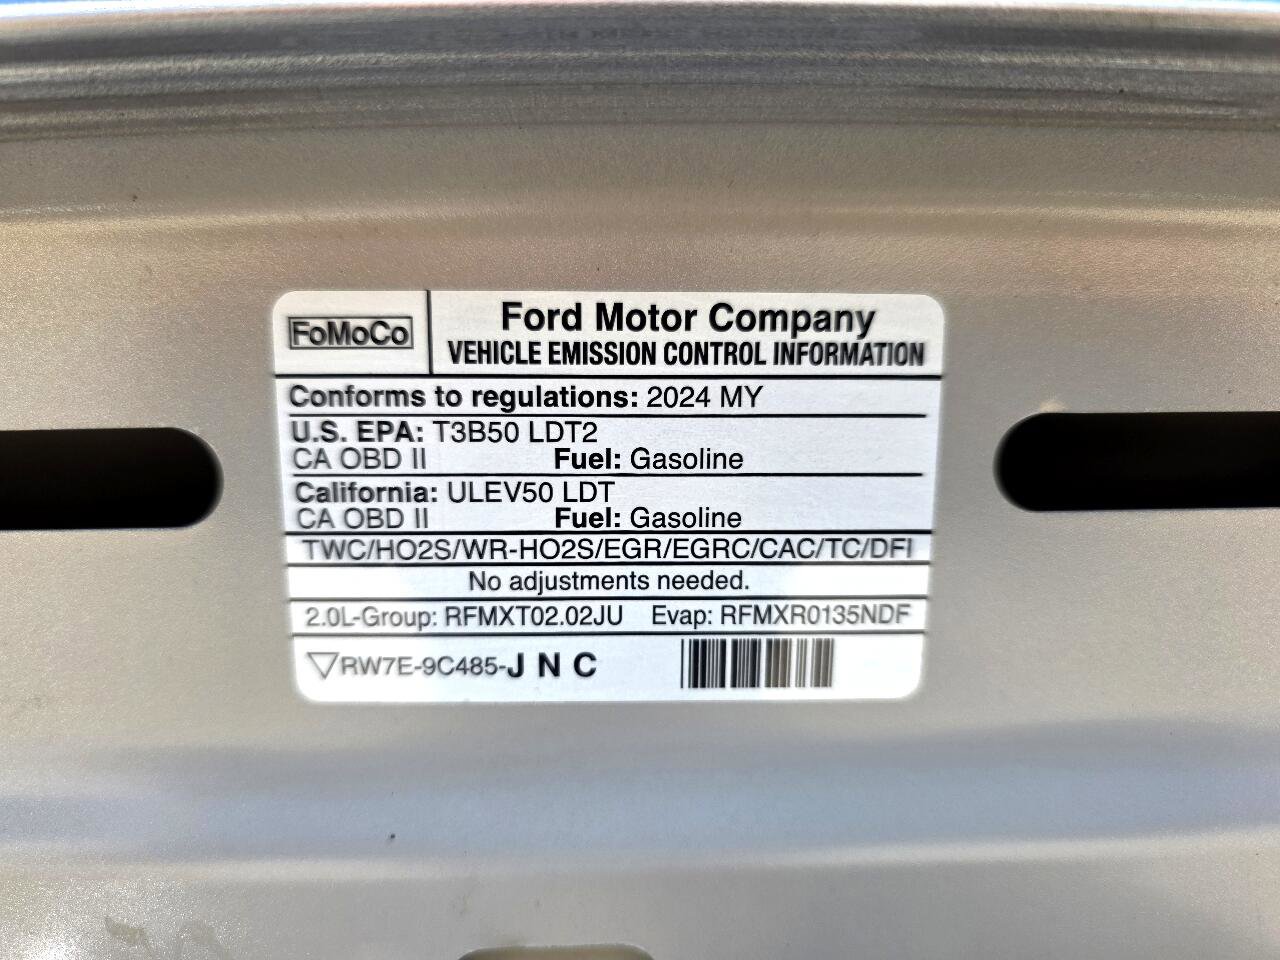 FoMoCo
Ford Motor Company
VEHICLE EMISSION CONTROL INFORMATION
Conforms to regulations: 2024 MY
U.S. EPA: T3B50 LDT2
CA OBD II Fuel: Gasoline
California: ULEV50 LDT
CA OBD II Fuel: Gasoline
TWC/HO2S/WR-HO2S/EGR/EGRC/CAC/TC/DFI
No adjustments needed.
2.0L-Group: RFMXT02.02JU Evap: RFMXR0135NDF
▽RW7E-9C485-J N C